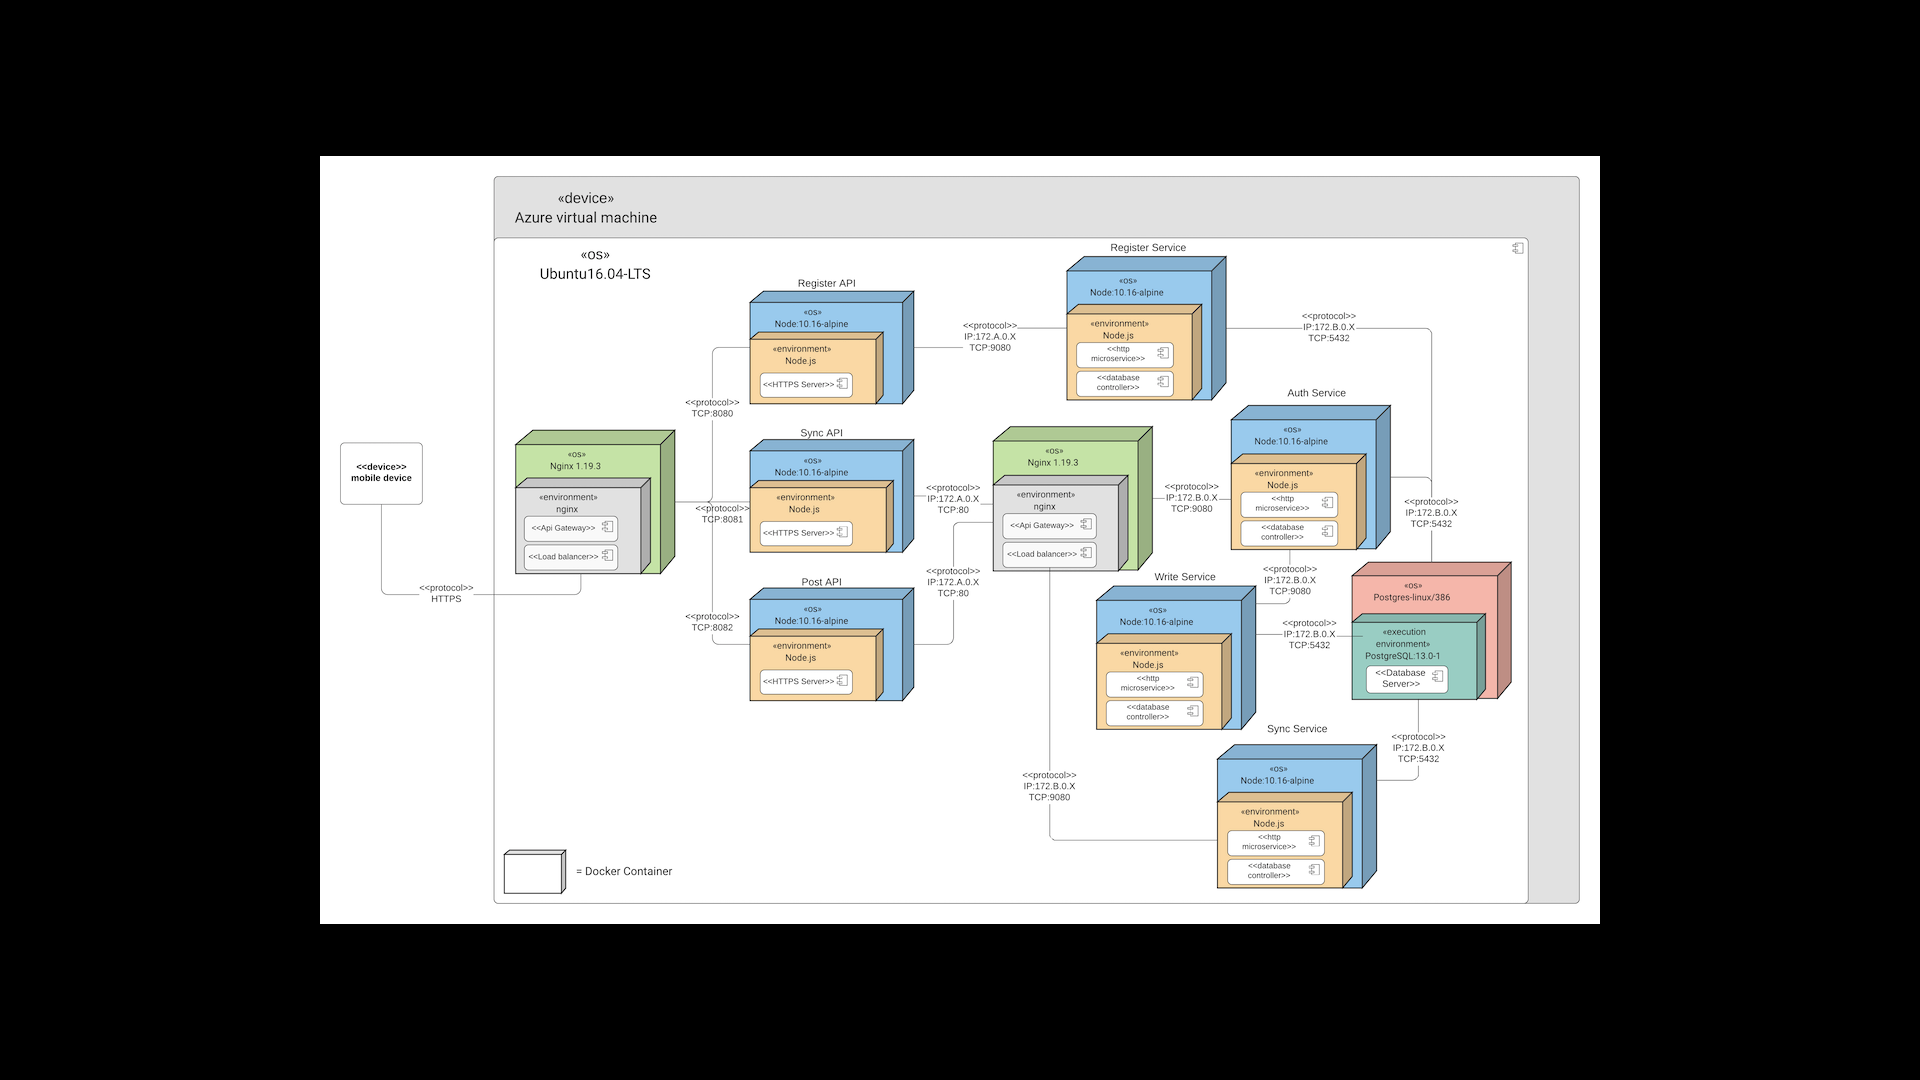 «device»
Azure virtual machine
«os»
Ubuntu16.04-LTS
<<device>>
mobile device
<<protocol>>
HTTPS
«os»
Nginx 1.19.3
«environment»
nginx
<<Api Gateway>>
<<Load balancer>>
<<protocol>>
TCP:8080
<<protocol>>
TCP:8081
<<protocol>>
TCP:8082
Register API
«os»
Node:10.16-alpine
«environment»
Node.js
<<HTTPS Server>>
Sync API
«os»
Node:10.16-alpine
«environment»
Node.js
<<HTTPS Server>>
Post API
«os»
Node:10.16-alpine
«environment»
Node.js
<<HTTPS Server>>
<<protocol>>
IP:172.A.0.X
TCP:9080
<<protocol>>
IP:172.A.0.X
TCP:80
<<protocol>>
IP:172.A.0.X
TCP:80
«os»
Nginx 1.19.3
«environment»
nginx
<<Api Gateway>>
<<Load balancer>>
Register Service
«os»
Node:10.16-alpine
«environment»
Node.js
<<http
microservice>>
<<database
controller>>
<<protocol>>
IP:172.B.0.X
TCP:5432
<<protocol>>
IP:172.B.0.X
TCP:9080
Auth Service
«os»
Node:10.16-alpine
«environment»
Node.js
<<http
microservice>>
<<database
controller>>
<<protocol>>
IP:172.B.0.X
TCP:5432
<<protocol>>
IP:172.B.0.X
TCP:9080
Write Service
«os»
Node:10.16-alpine
«environment»
Node.js
<<http
microservice>>
<<database
controller>>
<<protocol>>
IP:172.B.0.X
TCP:5432
«os»
Postgres-linux/386
«execution
environment»
PostgreSQL:13.0-1
<<Database
Server>>
<<protocol>>
IP:172.B.0.X
TCP:5432
<<protocol>>
IP:172.B.0.X
TCP:9080
Sync Service
«os»
Node:10.16-alpine
«environment»
Node.js
<<http
microservice>>
<<database
controller>>
= Docker Container